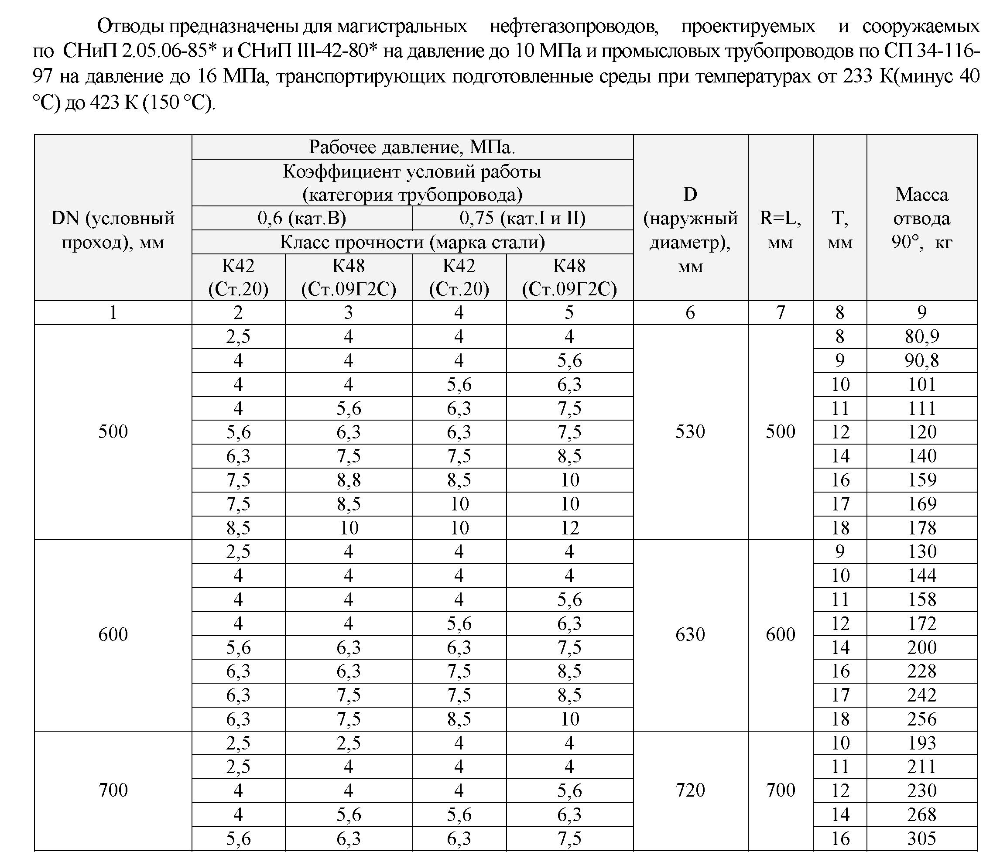 Отводы предназначены для магистральных нефтегазопроводов, проектируемых и сооружаемых
по СНиП 2.05.06-85* и СНиП III-42-80* на давление до 10 МПа и промысловых трубопроводов по СП 34-116-
97 на давление до 16 МПа, транспортирующих подготовленные среды при температурах от 233 К(минус 40
°С) до 423 К (150 °С).
DN (условный
проход), мм
Рабочее давление, МПа.
Коэффициент условий работы
(категория трубопровода)
0,6 (кат.В) 0,75 (кат.I и II)
Класс прочности (марка стали)
К42
(Ст.20)
К48
(Ст.09Г2С)
К42
(Ст.20)
К48
(Ст.09Г2С)
D
(наружный
диаметр),
мм
R=L,
мм
Т,
мм
Масса
отвода
90°, кг
1 2 3 4 5 6 7 8 9
500
2,5 4 4 4 8 80,9
4 4 4 5,6 9 90,8
4 4 5,6 6,3 10 101
4 5,6 6,3 7,5 11 111
5,6 6,3 6,3 7,5 530 500 12 120
6,3 7,5 7,5 8,5 14 140
7,5 8,8 8,5 10 16 159
7,5 8,5 10 10 17 169
8,5 10 10 12 18 178
600
2,5 4 4 4 9 130
4 4 4 4 10 144
4 4 4 5,6 11 158
4 4 5,6 6,3 630 600 12 172
5,6 6,3 6,3 7,5 14 200
6,3 6,3 7,5 8,5 16 228
6,3 7,5 7,5 8,5 17 242
6,3 7,5 8,5 10 18 256
700
2,5 2,5 4 4 10 193
2,5 4 4 4 11 211
4 4 4 5,6 720 700 12 230
4 5,6 5,6 6,3 14 268
5,6 6,3 6,3 7,5 16 305